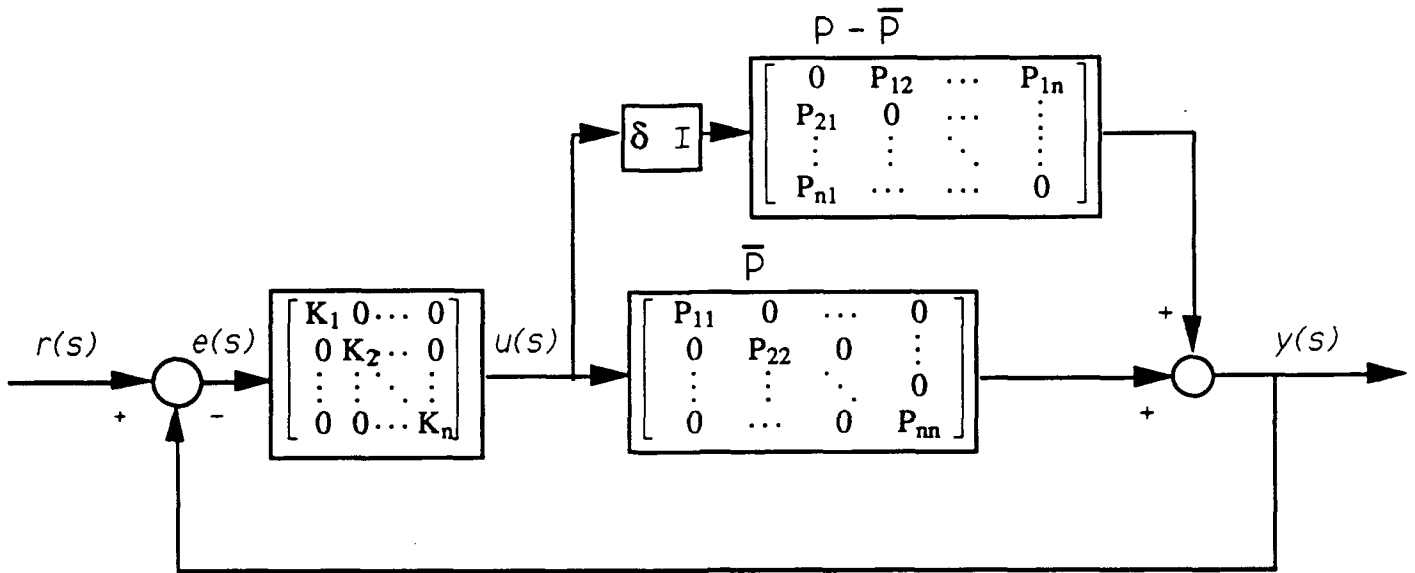 P - P̅
0 P₁₂ ⋯ P₁ₙ
P₂₁ 0 ⋯ ⋮
⋮ ⋮ ⋱ ⋮
Pₙ₁ ⋯ ⋯ 0
δ I
P̅
P₁₁ 0 ⋯ 0
0 P₂₂ 0 ⋮
⋮ ⋮ ⋱ 0
0 ⋯ 0 Pₙₙ
K₁ 0 ⋯ 0
0 K₂ ⋯ 0
⋮ ⋮ ⋱ ⋮
0 0 ⋯ Kₙ
r(s)
+
-
e(s)
u(s)
+
+
y(s)